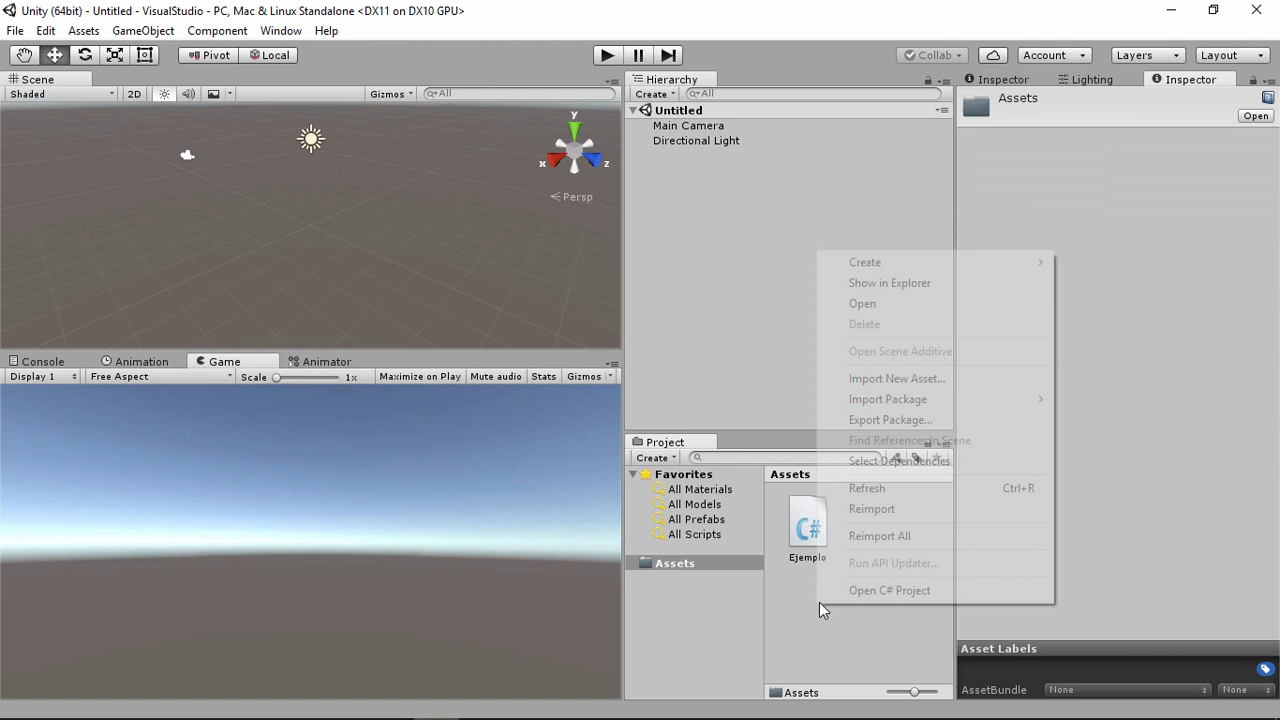 Unity (64bit) - Untitled - VisualStudio - PC, Mac & Linux Standalone <DX11 on DX10 GPU>
File Edit Assets GameObject Component Window Help
Pivot Local Collab Account Layers Layout
Scene
Shaded 2D Gizmos All
y
x z
Persp
Hierarchy
Create All
Untitled
Main Camera
Directional Light
Inspector Lighting Inspector
Assets
Open
Create
Show in Explorer
Open
Delete
Open Scene Additive
Import New Asset...
Import Package
Export Package...
Find References In Scene
Select Dependencies
Refresh Ctrl+R
Reimport
Reimport All
Run API Updater...
Open C# Project
Console Animation Game Animator
Display 1 Free Aspect Scale 1x Maximize on Play Mute audio Stats Gizmos
Project
Create
Favorites
All Materials
All Models
All Prefabs
All Scripts
Assets
Assets
C#
Ejemplo
Assets
Asset Labels
AssetBundle None None